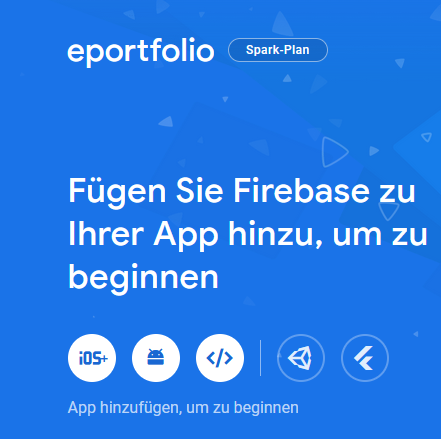 eportfolio
Spark-Plan
Fügen Sie Firebase zu
Ihrer App hinzu, um zu
beginnen
iOS+
</>
App hinzufügen, um zu beginnen